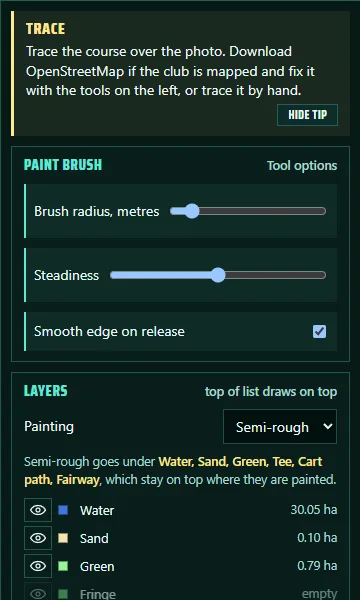 TRACE
Trace the course over the photo. Download
OpenStreetMap if the club is mapped and fix it
with the tools on the left, or trace it by hand.
HIDE TIP
PAINT BRUSH Tool options
Brush radius, metres
Steadiness
Smooth edge on release
LAYERS top of list draws on top
Painting Semi-rough
Semi-rough goes under Water, Sand, Green, Tee, Cart
path, Fairway, which stay on top where they are painted.
Water 30.05 ha
Sand 0.10 ha
Green 0.79 ha
Fringe empty